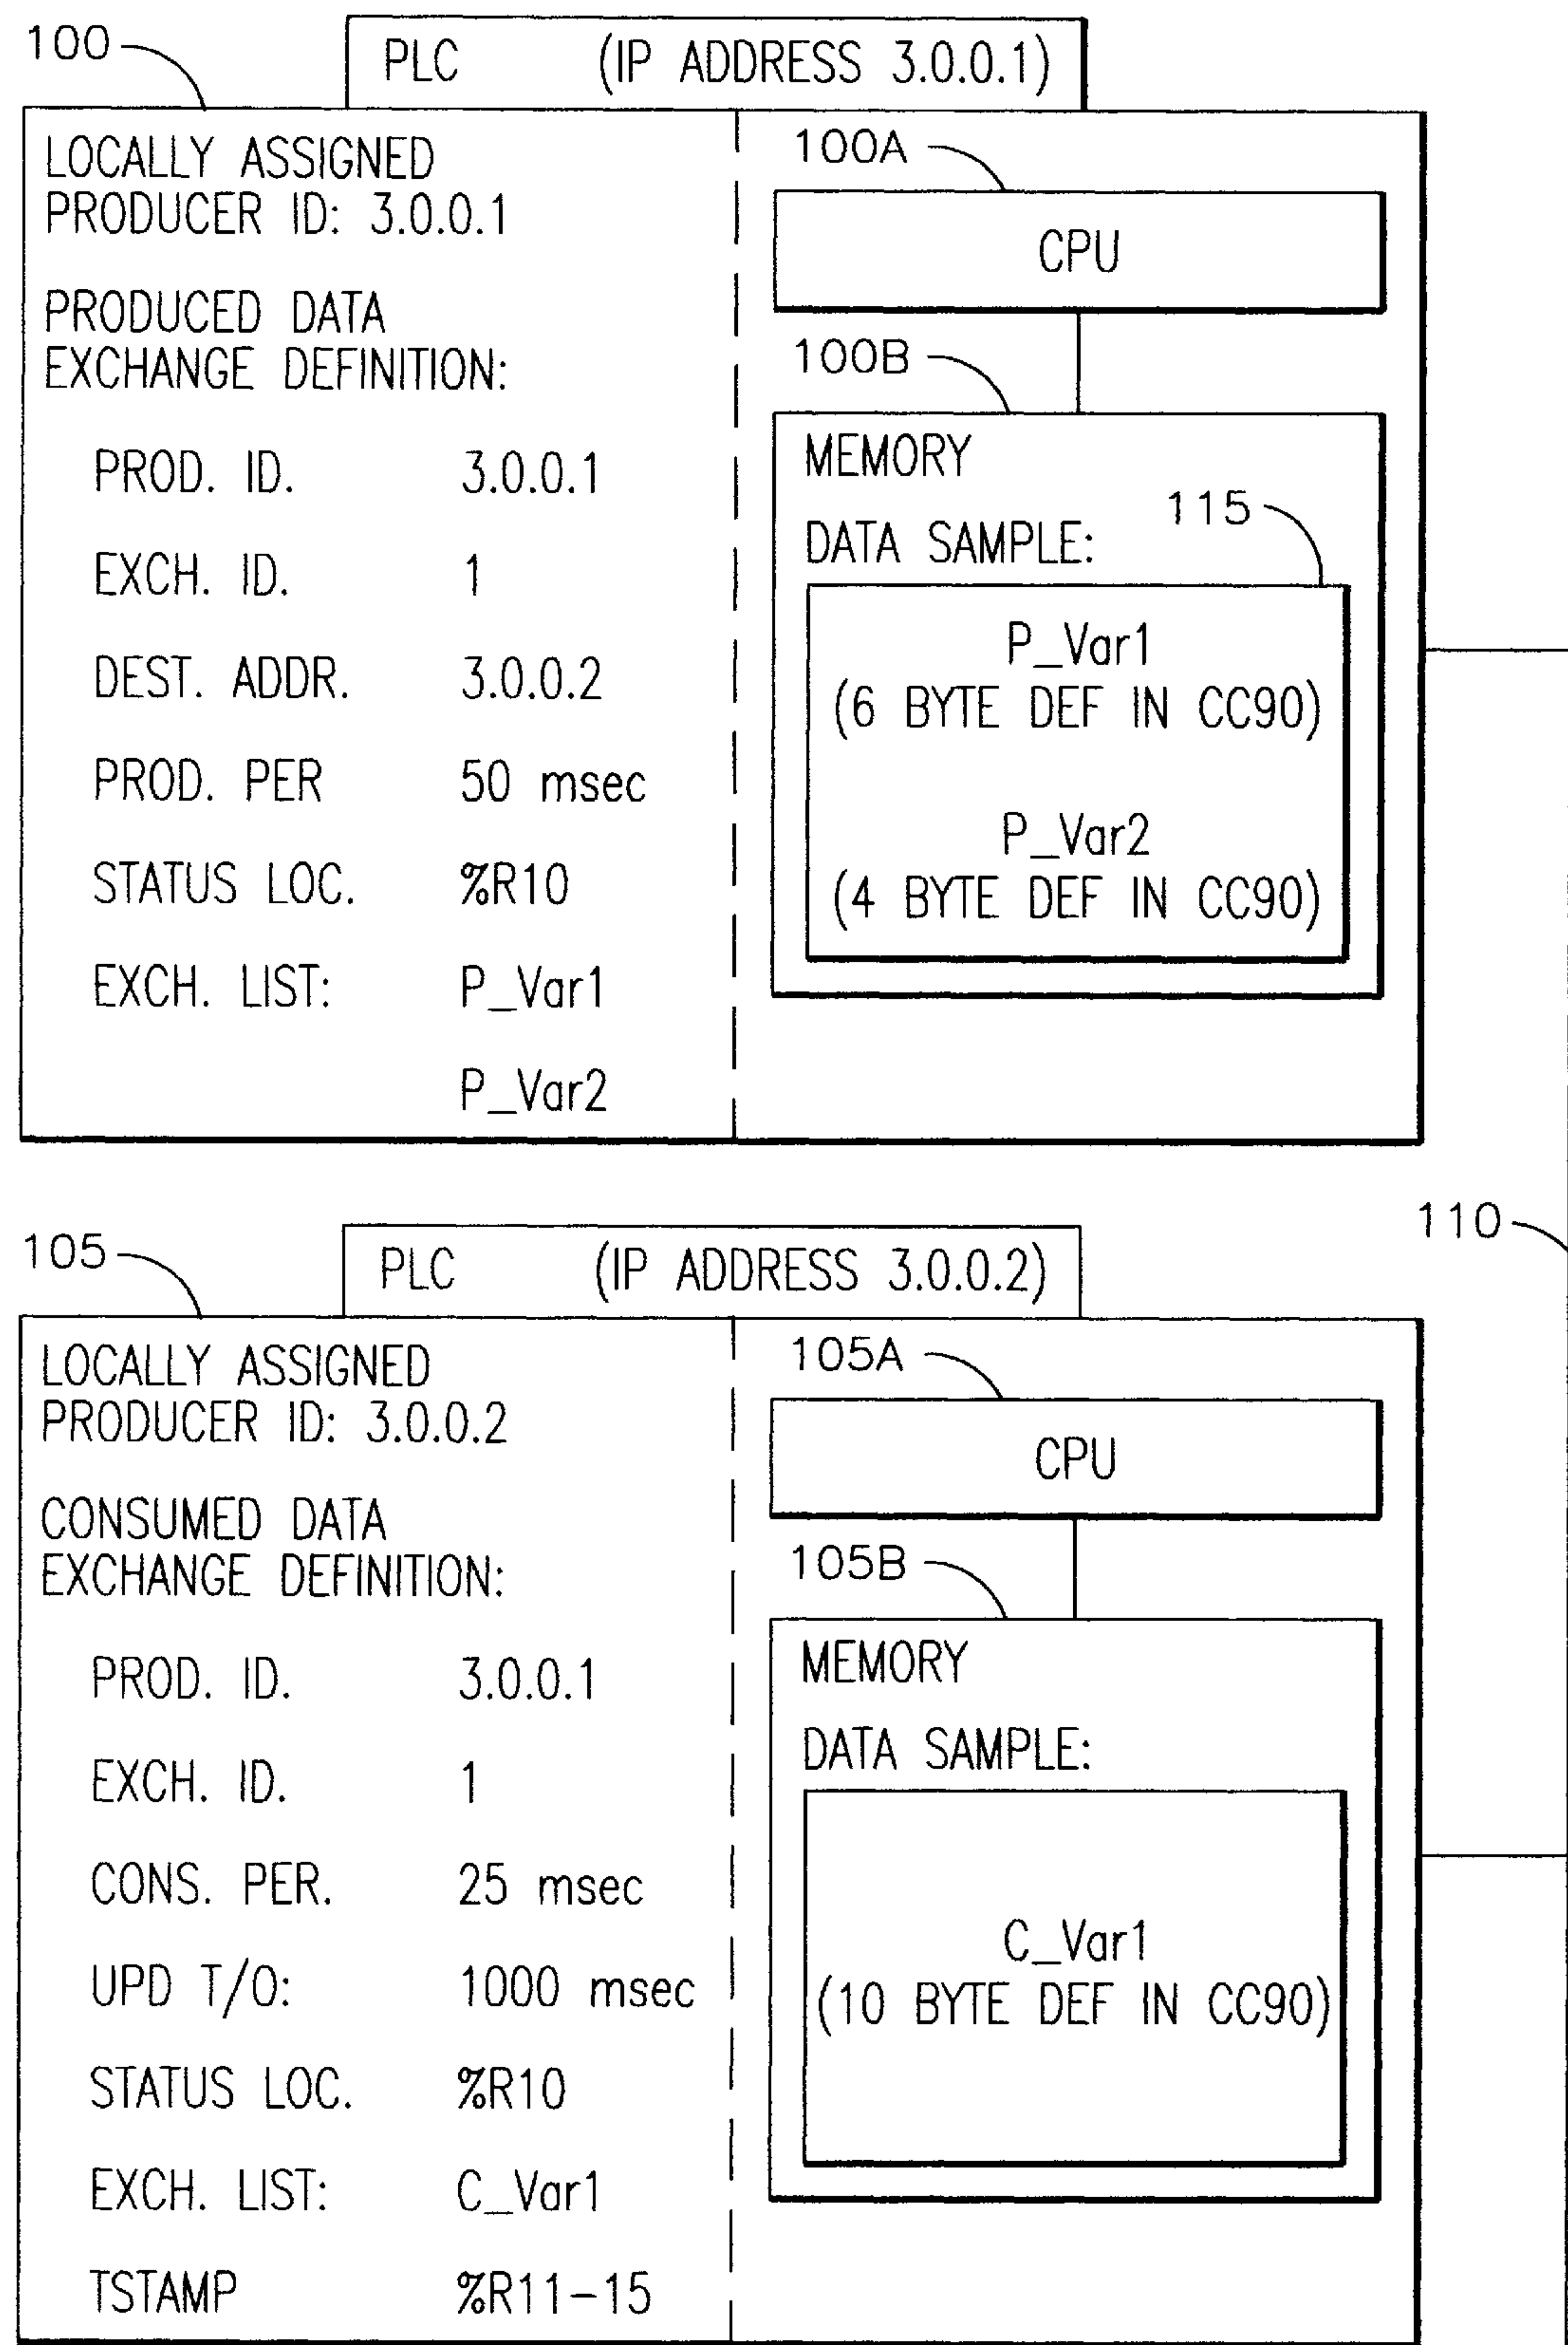 100
PLC (IP ADDRESS 3.0.0.1)
LOCALLY ASSIGNED
PRODUCER ID: 3.0.0.1
PRODUCED DATA
EXCHANGE DEFINITION:
PROD. ID. 3.0.0.1
EXCH. ID. 1
DEST. ADDR. 3.0.0.2
PROD. PER 50 msec
STATUS LOC. %R10
EXCH. LIST: P_Var1
P_Var2
100A
CPU
100B
MEMORY
DATA SAMPLE:
115
P_Var1
(6 BYTE DEF IN CC90)
P_Var2
(4 BYTE DEF IN CC90)
110
105
PLC (IP ADDRESS 3.0.0.2)
LOCALLY ASSIGNED
PRODUCER ID: 3.0.0.2
CONSUMED DATA
EXCHANGE DEFINITION:
PROD. ID. 3.0.0.1
EXCH. ID. 1
CONS. PER. 25 msec
UPD T/O: 1000 msec
STATUS LOC. %R10
EXCH. LIST: C_Var1
TSTAMP %R11-15
105A
CPU
105B
MEMORY
DATA SAMPLE:
C_Var1
(10 BYTE DEF IN CC90)